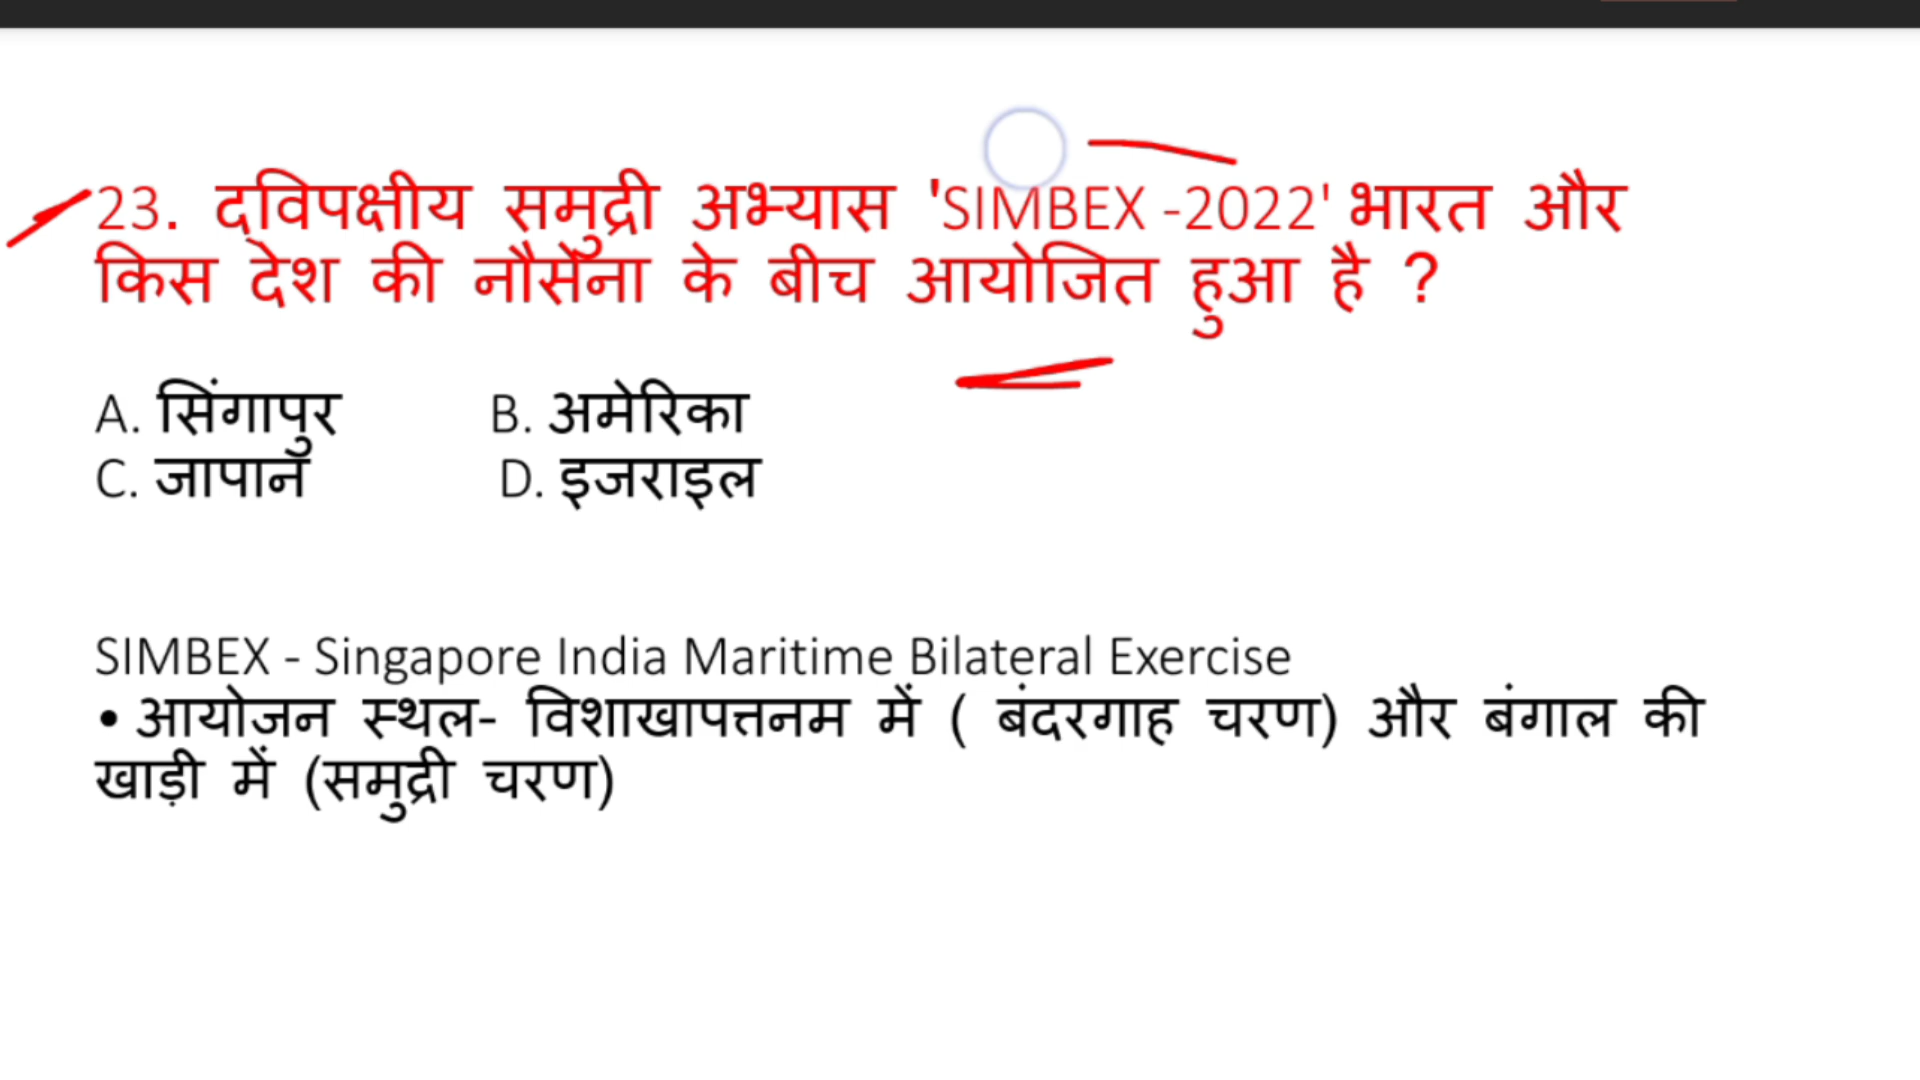 23. द्विपक्षीय समुद्री अभ्यास 'SIMBEX -2022' भारत और
किस देश की नौसेना के बीच आयोजित हुआ है ?
A. सिंगापुर B. अमेरिका
C. जापान D. इजराइल
SIMBEX - Singapore India Maritime Bilateral Exercise
• आयोजन स्थल- विशाखापत्तनम में ( बंदरगाह चरण) और बंगाल की
खाड़ी में (समुद्री चरण)